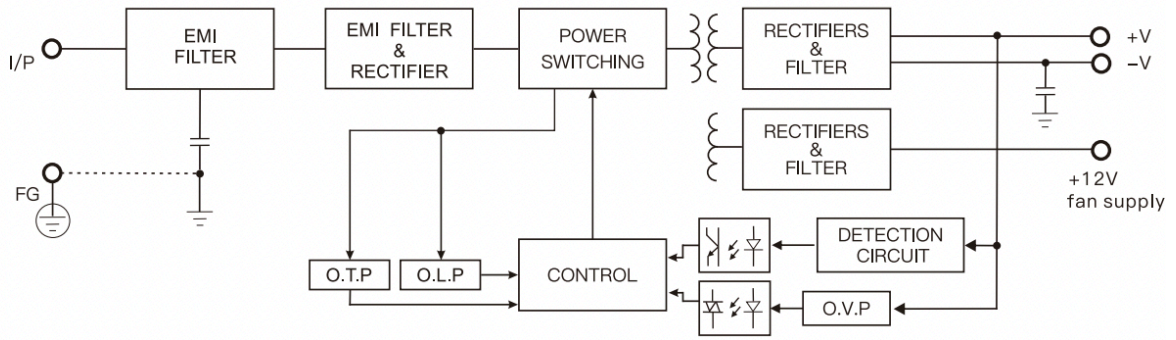 I/P
EMI
FILTER
EMI FILTER
&
RECTIFIER
POWER
SWITCHING
RECTIFIERS
&
FILTER
+V
−V
RECTIFIERS
&
FILTER
+12V
fan supply
FG
O.T.P
O.L.P
CONTROL
DETECTION
CIRCUIT
O.V.P